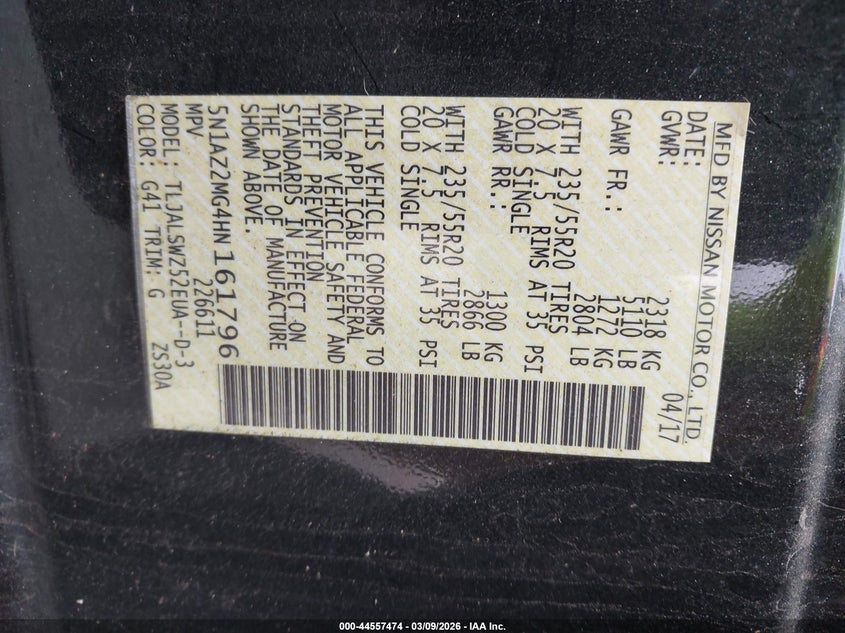 MFD BY NISSAN MOTOR CO., LTD.
DATE: 04/17
GVWR: 2318 KG
5110 LB
GAWR FR.: 1272 KG
2804 LB
WITH 235/55R20 TIRES
20 X 7.5 RIMS AT 35 PSI
COLD SINGLE
GAWR RR.: 1300 KG
2866 LB
WITH 235/55R20 TIRES
20 X 7.5 RIMS AT 35 PSI
COLD SINGLE
THIS VEHICLE CONFORMS TO
ALL APPLICABLE FEDERAL
MOTOR VEHICLE SAFETY AND
THEFT PREVENTION
STANDARDS IN EFFECT ON
THE DATE OF MANUFACTURE
SHOWN ABOVE.
5N1AZ2MG4HN161796
MPV 226611
MODEL: TLJALSWZ52EUA--D-3
COLOR: G41 TRIM: G ZS30A
000-44557474 - 03/09/2026 - IAA Inc.